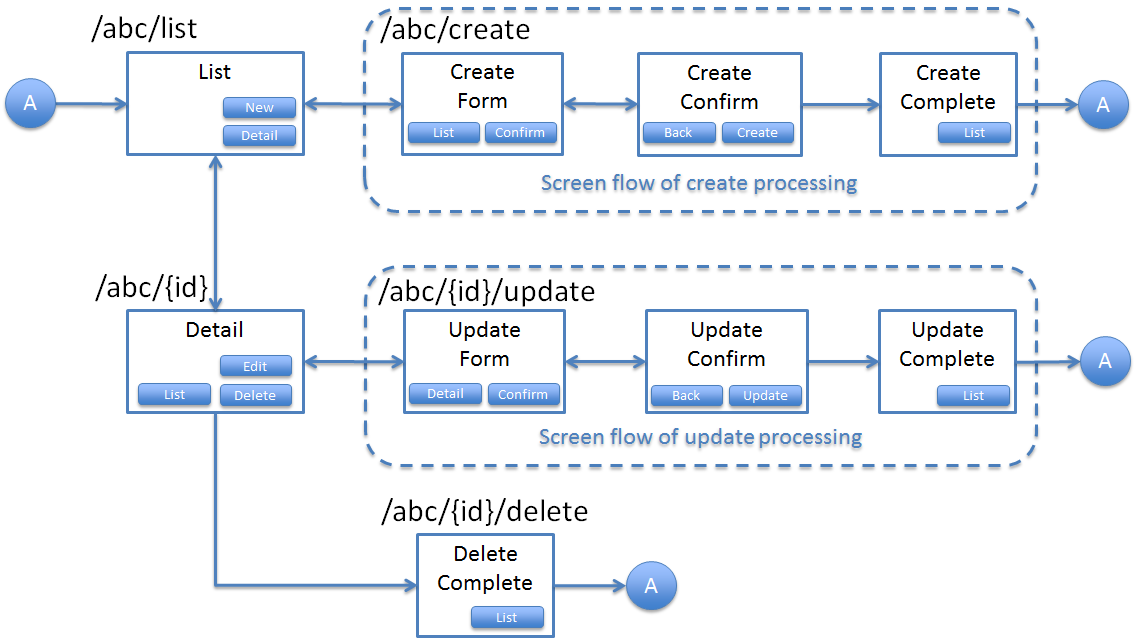 /abc/list
A
List
New
Detail
/abc/create
Create
Form
List
Confirm
Create
Confirm
Back
Create
Create
Complete
List
A
Screen flow of create processing
/abc/{id}
Detail
Edit
List
Delete
/abc/{id}/update
Update
Form
Detail
Confirm
Update
Confirm
Back
Update
Update
Complete
List
A
Screen flow of update processing
/abc/{id}/delete
Delete
Complete
List
A